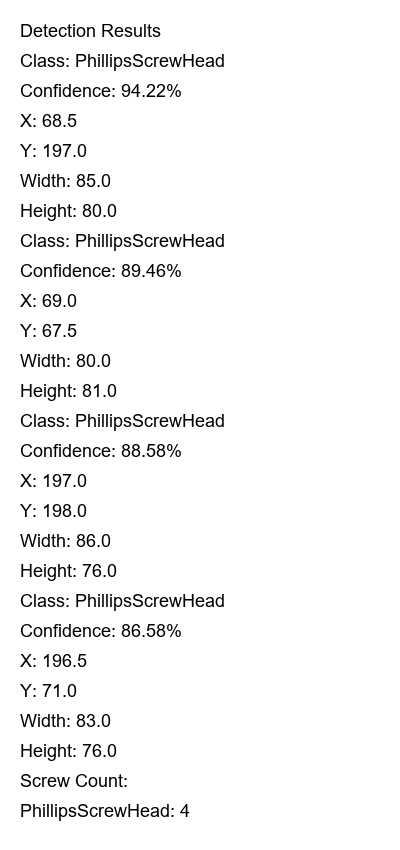 Detection Results
Class: PhillipsScrewHead
Confidence: 94.22%
X: 68.5
Y: 197.0
Width: 85.0
Height: 80.0
Class: PhillipsScrewHead
Confidence: 89.46%
X: 69.0
Y: 67.5
Width: 80.0
Height: 81.0
Class: PhillipsScrewHead
Confidence: 88.58%
X: 197.0
Y: 198.0
Width: 86.0
Height: 76.0
Class: PhillipsScrewHead
Confidence: 86.58%
X: 196.5
Y: 71.0
Width: 83.0
Height: 76.0
Screw Count:
PhillipsScrewHead: 4